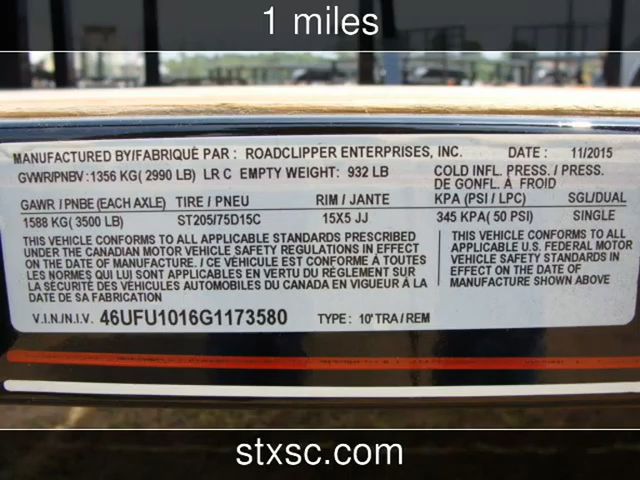 1 miles
MANUFACTURED BY/FABRIQUÉ PAR : ROADCLIPPER ENTERPRISES, INC. DATE : 11/2015
GVWR/PNBV : 1356 KG( 2990 LB) LR C EMPTY WEIGHT: 932 LB COLD INFL. PRESS. / PRESS.
DE GONFL. À FROID
GAWR / PNBE (EACH AXLE) TIRE / PNEU RIM / JANTE KPA (PSI / LPC) SGL/DUAL
1588 KG( 3500 LB) ST205/75D15C 15X5 JJ 345 KPA( 50 PSI) SINGLE
THIS VEHICLE CONFORMS TO ALL APPLICABLE STANDARDS PRESCRIBED
UNDER THE CANADIAN MOTOR VEHICLE SAFETY REGULATIONS IN EFFECT
ON THE DATE OF MANUFACTURE. / CE VEHICULE EST CONFORME À TOUTES
LES NORMES QUI LUI SONT APPLICABLES EN VERTU DU RÈGLEMENT SUR
LA SÉCURITÉ DES VÉHICLES AUTOMOBILES DU CANADA EN VIGUEUR À LA
DATE DE SA FABRICATION.
THIS VEHICLE CONFORMS TO ALL
APPLICABLE U.S. FEDERAL MOTOR
VEHICLE SAFETY STANDARDS
IN EFFECT ON THE DATE OF
MANUFACTURE SHOWN ABOVE
V.I.N./N.I.V. 46UFU1016G1173580 TYPE : 10' TRA / REM
stxsc.com